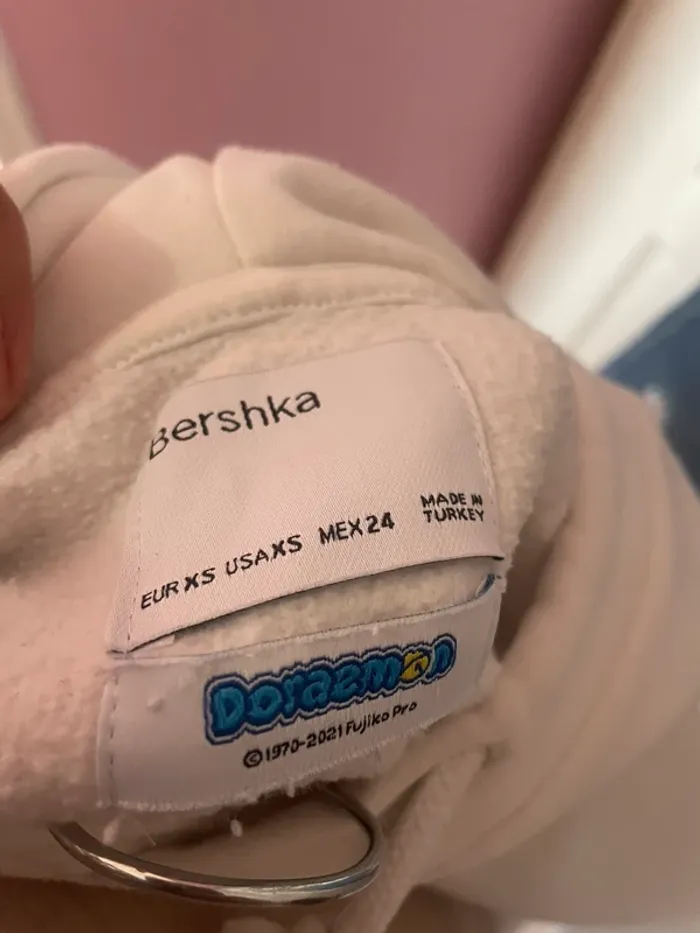 Bershka
EUR XS USA XS MEX 24
MADE IN
TURKEY
Doraemon
©1970-2021 Fujiko Pro